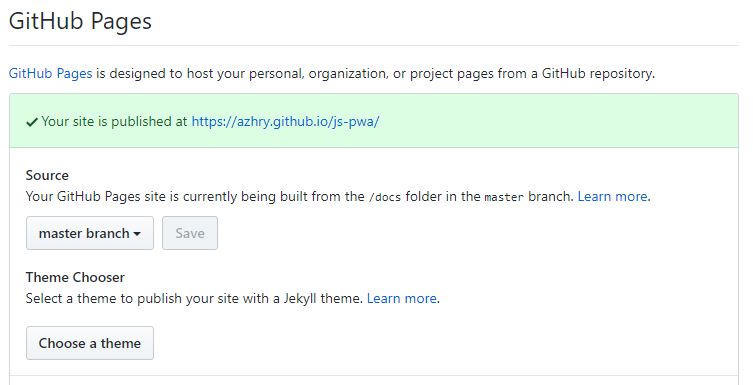 GitHub Pages
GitHub Pages is designed to host your personal, organization, or project pages from a GitHub repository.
Your site is published at https://azhry.github.io/js-pwa/
Source
Your GitHub Pages site is currently being built from the /docs folder in the master branch. Learn more.
master branch Save
Theme Chooser
Select a theme to publish your site with a Jekyll theme. Learn more.
Choose a theme